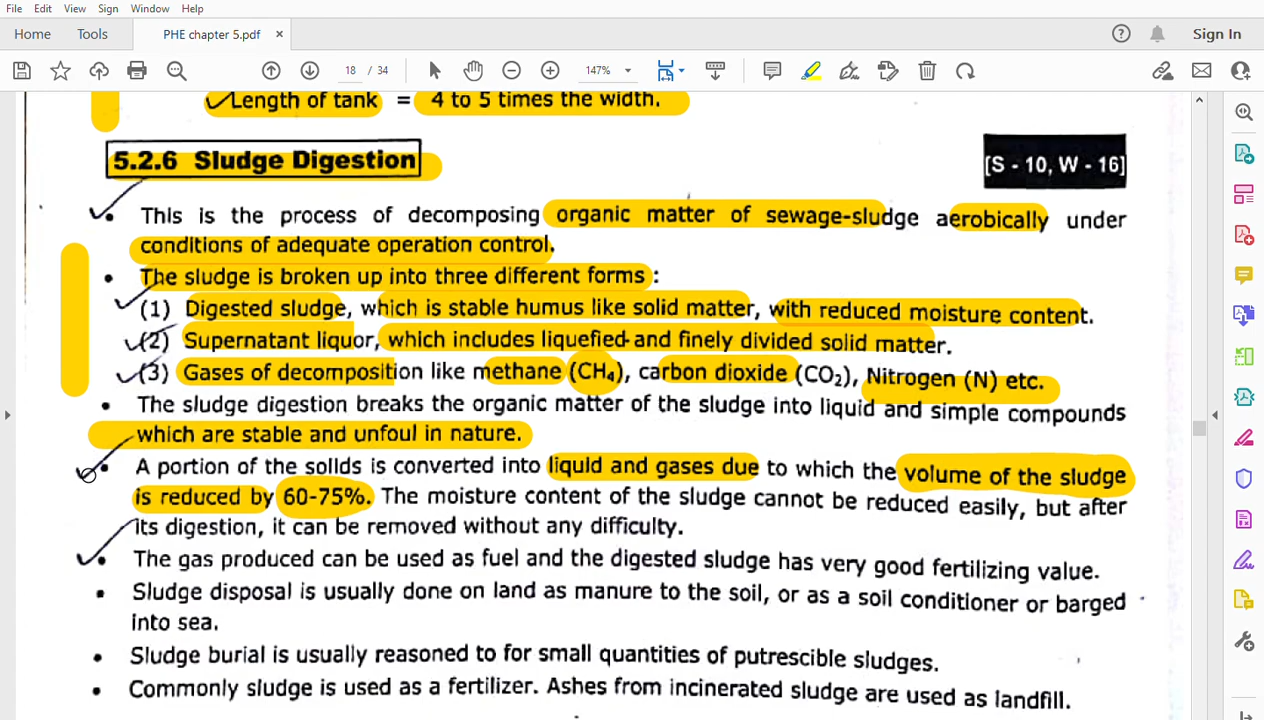 File Edit View Sign Window Help
Home Tools PHE chapter 5.pdf × Sign In
18 / 34 147%
Length of tank = 4 to 5 times the width.
5.2.6 Sludge Digestion [S - 10, W - 16]
• This is the process of decomposing organic matter of sewage-sludge aerobically under
conditions of adequate operation control.
• The sludge is broken up into three different forms :
(1) Digested sludge, which is stable humus like solid matter, with reduced moisture content.
(2) Supernatant liquor, which includes liquefied and finely divided solid matter.
(3) Gases of decomposition like methane (CH₄), carbon dioxide (CO₂), Nitrogen (N) etc.
• The sludge digestion breaks the organic matter of the sludge into liquid and simple compounds
which are stable and unfoul in nature.
• A portion of the solids is converted into liquid and gases due to which the volume of the sludge
is reduced by 60-75%. The moisture content of the sludge cannot be reduced easily, but after
its digestion, it can be removed without any difficulty.
• The gas produced can be used as fuel and the digested sludge has very good fertilizing value.
• Sludge disposal is usually done on land as manure to the soil, or as a soil conditioner or barged
into sea.
• Sludge burial is usually reasoned to for small quantities of putrescible sludges.
• Commonly sludge is used as a fertilizer. Ashes from incinerated sludge are used as landfill.